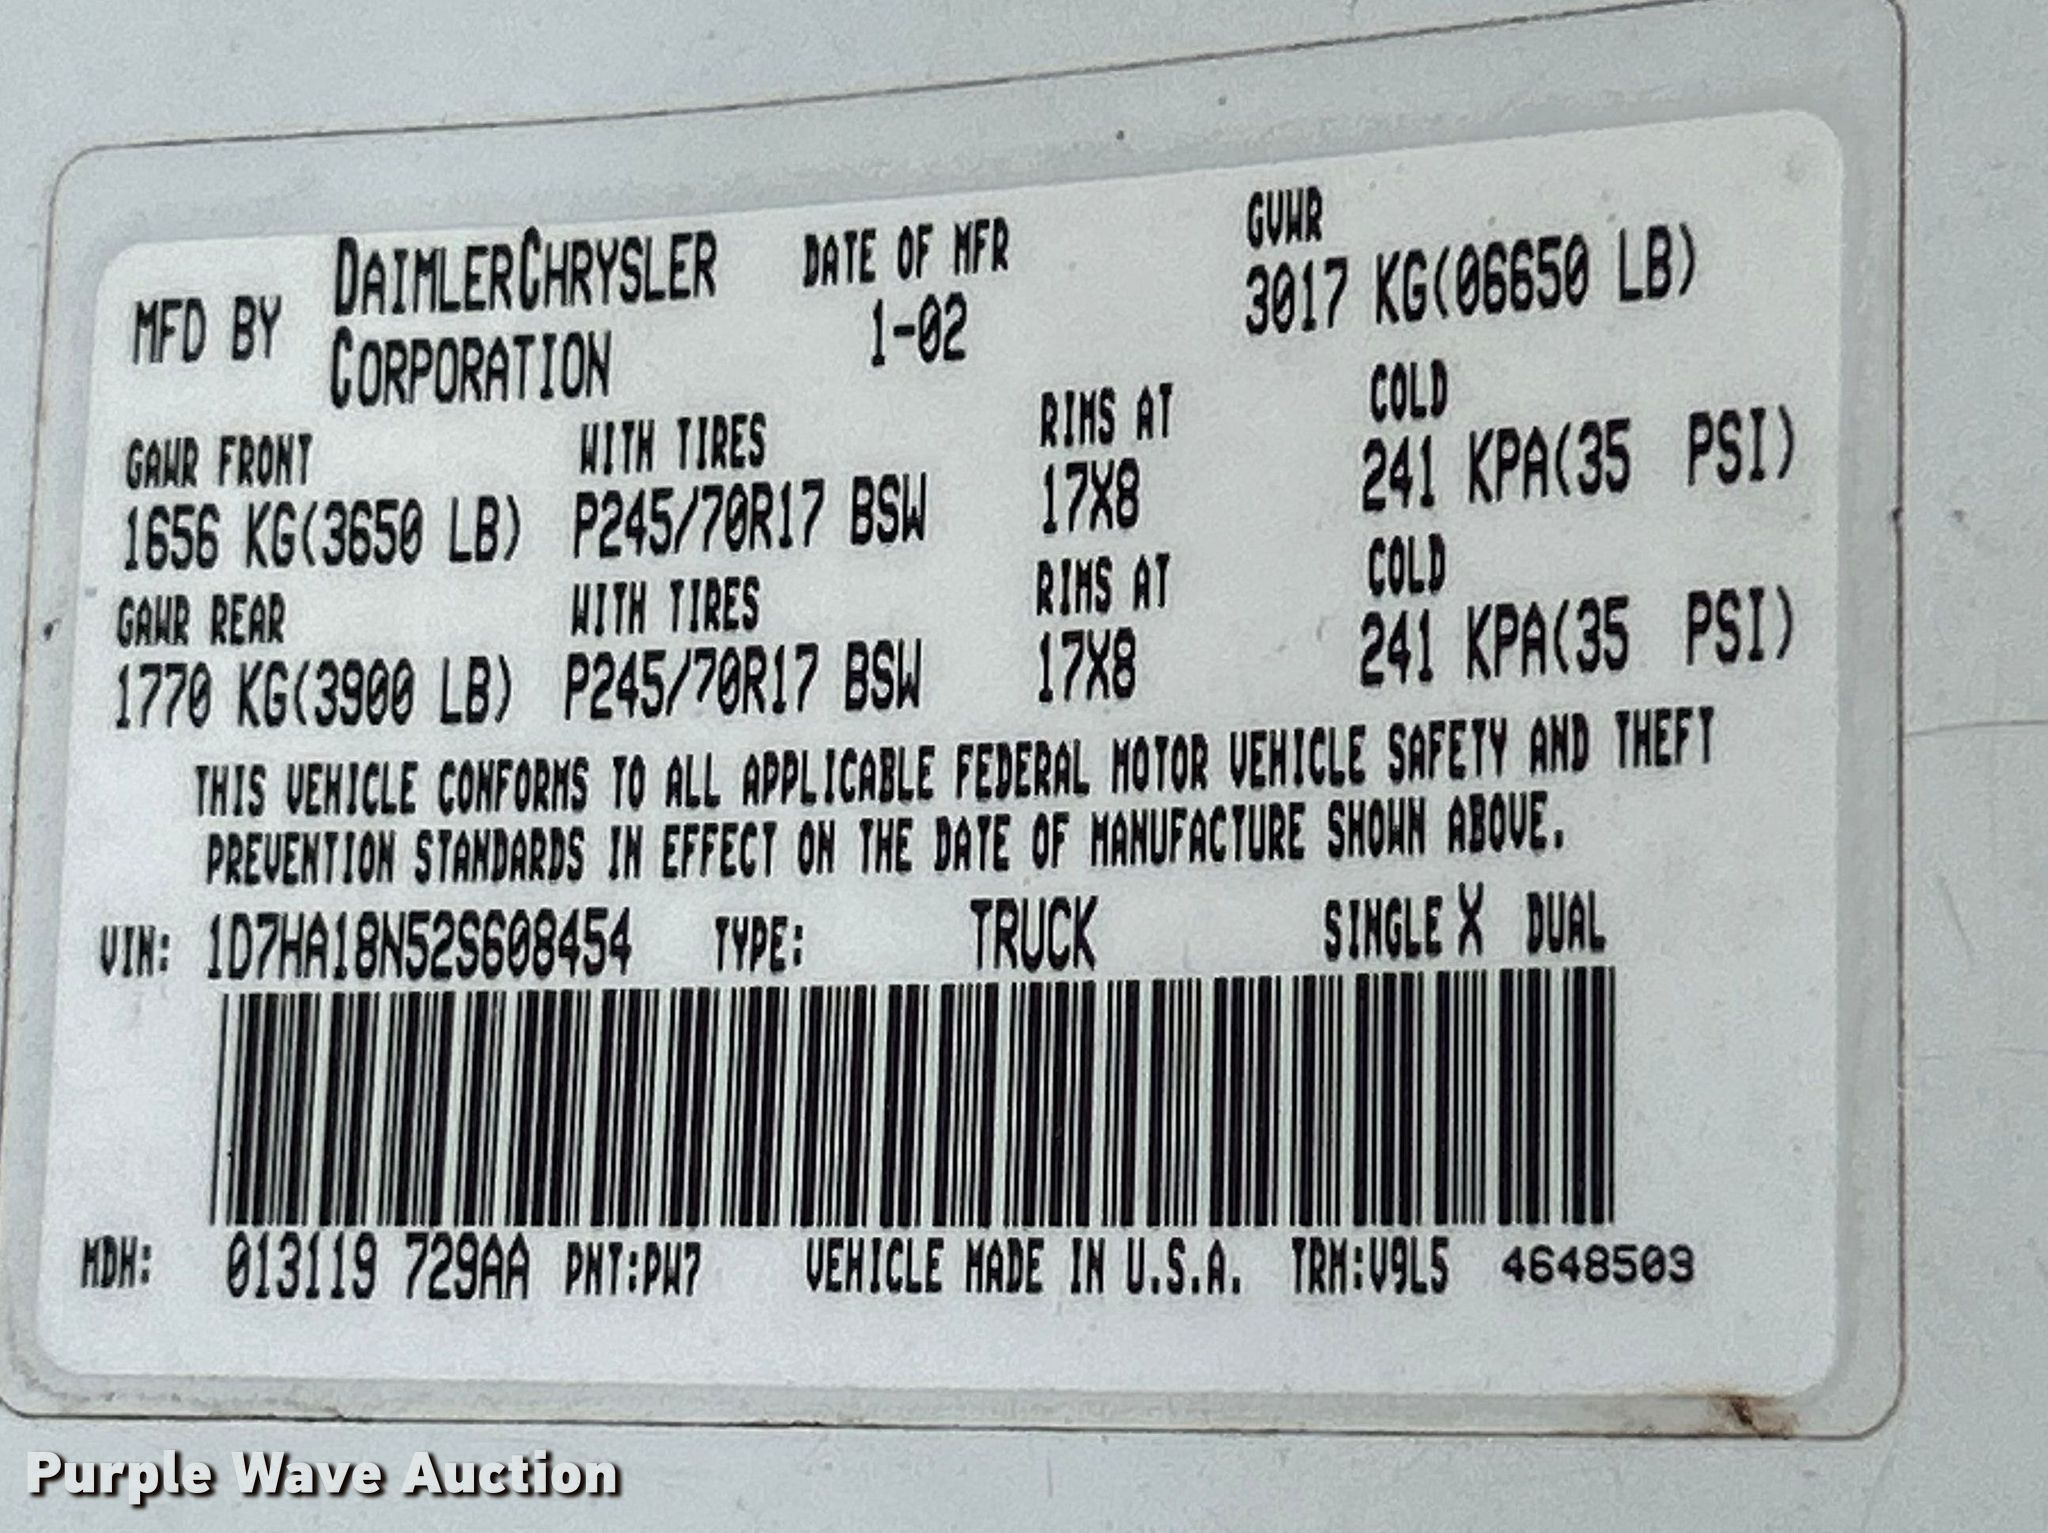 MFD BY DAIMLERCHRYSLER CORPORATION DATE OF MFR 1-02 GVWR 3017 KG(06650 LB)
GAWR FRONT WITH TIRES RIMS AT COLD
1656 KG(3650 LB) P245/70R17 BSW 17X8 241 KPA(35 PSI)
GAWR REAR WITH TIRES RIMS AT COLD
1770 KG(3900 LB) P245/70R17 BSW 17X8 241 KPA(35 PSI)
THIS VEHICLE CONFORMS TO ALL APPLICABLE FEDERAL MOTOR VEHICLE SAFETY AND THEFT
PREVENTION STANDARDS IN EFFECT ON THE DATE OF MANUFACTURE SHOWN ABOVE.
VIN: 1D7HA18N52S608454 TYPE: TRUCK SINGLE X DUAL
MDH: 013119 729AA PNT:PW7 VEHICLE MADE IN U.S.A. TRM:V9L5 4648503
Purple Wave Auction